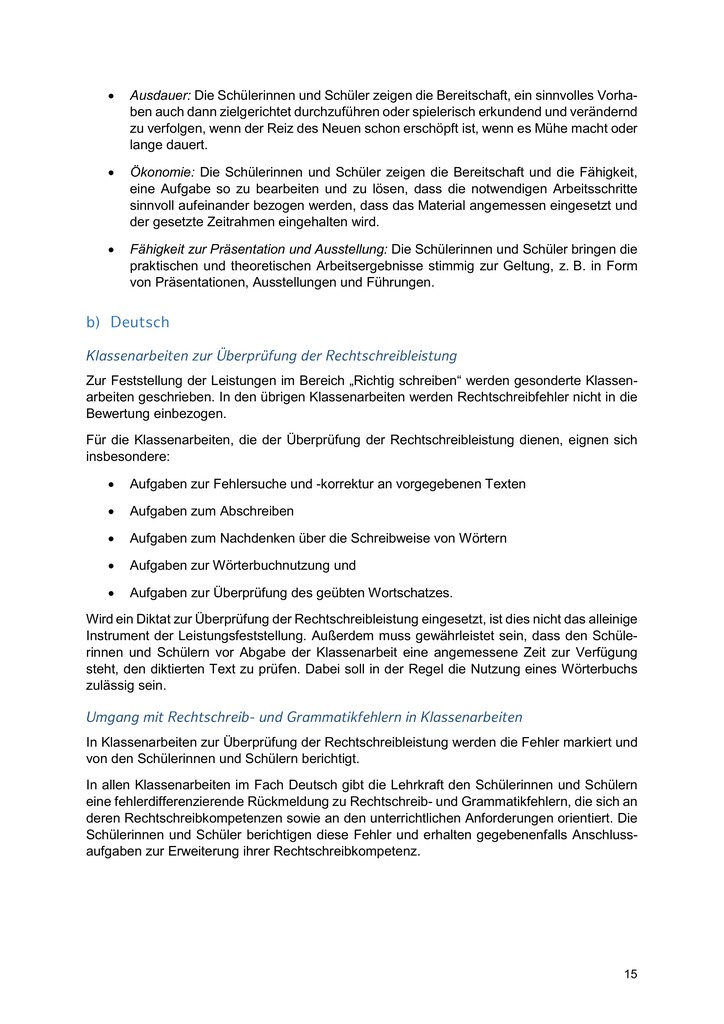 • Ausdauer: Die Schülerinnen und Schüler zeigen die Bereitschaft, ein sinnvolles Vorha-
ben auch dann zielgerichtet durchzuführen oder spielerisch erkundend und verändernd
zu verfolgen, wenn der Reiz des Neuen schon erschöpft ist, wenn es Mühe macht oder
lange dauert.
• Ökonomie: Die Schülerinnen und Schüler zeigen die Bereitschaft und die Fähigkeit,
eine Aufgabe so zu bearbeiten und zu lösen, dass die notwendigen Arbeitsschritte
sinnvoll aufeinander bezogen werden, dass das Material angemessen eingesetzt und
der gesetzte Zeitrahmen eingehalten wird.
• Fähigkeit zur Präsentation und Ausstellung: Die Schülerinnen und Schüler bringen die
praktischen und theoretischen Arbeitsergebnisse stimmig zur Geltung, z. B. in Form
von Präsentationen, Ausstellungen und Führungen.
b) Deutsch
Klassenarbeiten zur Überprüfung der Rechtschreibleistung
Zur Feststellung der Leistungen im Bereich „Richtig schreiben“ werden gesonderte Klassen-
arbeiten geschrieben. In den übrigen Klassenarbeiten werden Rechtschreibfehler nicht in die
Bewertung einbezogen.
Für die Klassenarbeiten, die der Überprüfung der Rechtschreibleistung dienen, eignen sich
insbesondere:
• Aufgaben zur Fehlersuche und -korrektur an vorgegebenen Texten
• Aufgaben zum Abschreiben
• Aufgaben zum Nachdenken über die Schreibweise von Wörtern
• Aufgaben zur Wörterbuchnutzung und
• Aufgaben zur Überprüfung des geübten Wortschatzes.
Wird ein Diktat zur Überprüfung der Rechtschreibleistung eingesetzt, ist dies nicht das alleinige
Instrument der Leistungsfeststellung. Außerdem muss gewährleistet sein, dass den Schüle-
rinnen und Schülern vor Abgabe der Klassenarbeit eine angemessene Zeit zur Verfügung
steht, den diktierten Text zu prüfen. Dabei soll in der Regel die Nutzung eines Wörterbuchs
zulässig sein.
Umgang mit Rechtschreib- und Grammatikfehlern in Klassenarbeiten
In Klassenarbeiten zur Überprüfung der Rechtschreibleistung werden die Fehler markiert und
von den Schülerinnen und Schülern berichtigt.
In allen Klassenarbeiten im Fach Deutsch gibt die Lehrkraft den Schülerinnen und Schülern
eine fehlerdifferenzierende Rückmeldung zu Rechtschreib- und Grammatikfehlern, die sich an
deren Rechtschreibkompetenzen sowie an den unterrichtlichen Anforderungen orientiert. Die
Schülerinnen und Schüler berichtigen diese Fehler und erhalten gegebenenfalls Anschluss-
aufgaben zur Erweiterung ihrer Rechtschreibkompetenz.
15